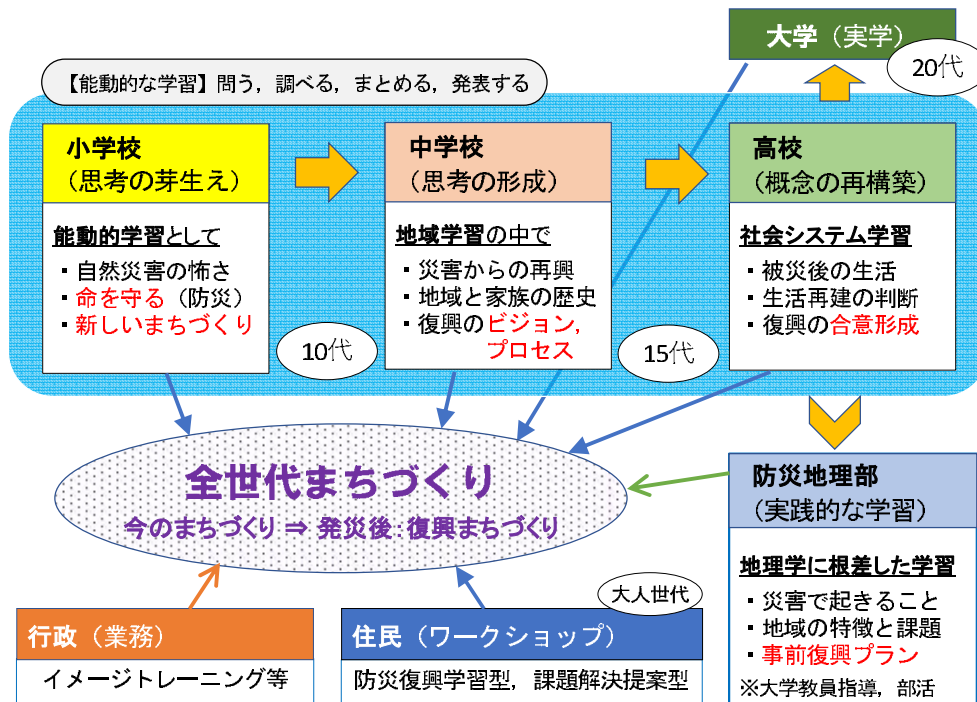 大学（実学）
20代
【能動的な学習】問う，調べる，まとめる，発表する
小学校
（思考の芽生え）
能動的学習として
・自然災害の怖さ
・命を守る（防災）
・新しいまちづくり
10代
中学校
（思考の形成）
地域学習の中で
・災害からの再興
・地域と家族の歴史
・復興のビジョン，
プロセス
15代
高校
（概念の再構築）
社会システム学習
・被災後の生活
・生活再建の判断
・復興の合意形成
全世代まちづくり
今のまちづくり ⇒ 発災後：復興まちづくり
防災地理部
（実践的な学習）
地理学に根差した学習
・災害で起きること
・地域の特徴と課題
・事前復興プラン
※大学教員指導，部活
行政（業務）
イメージトレーニング等
大人世代
住民（ワークショップ）
防災復興学習型，課題解決提案型